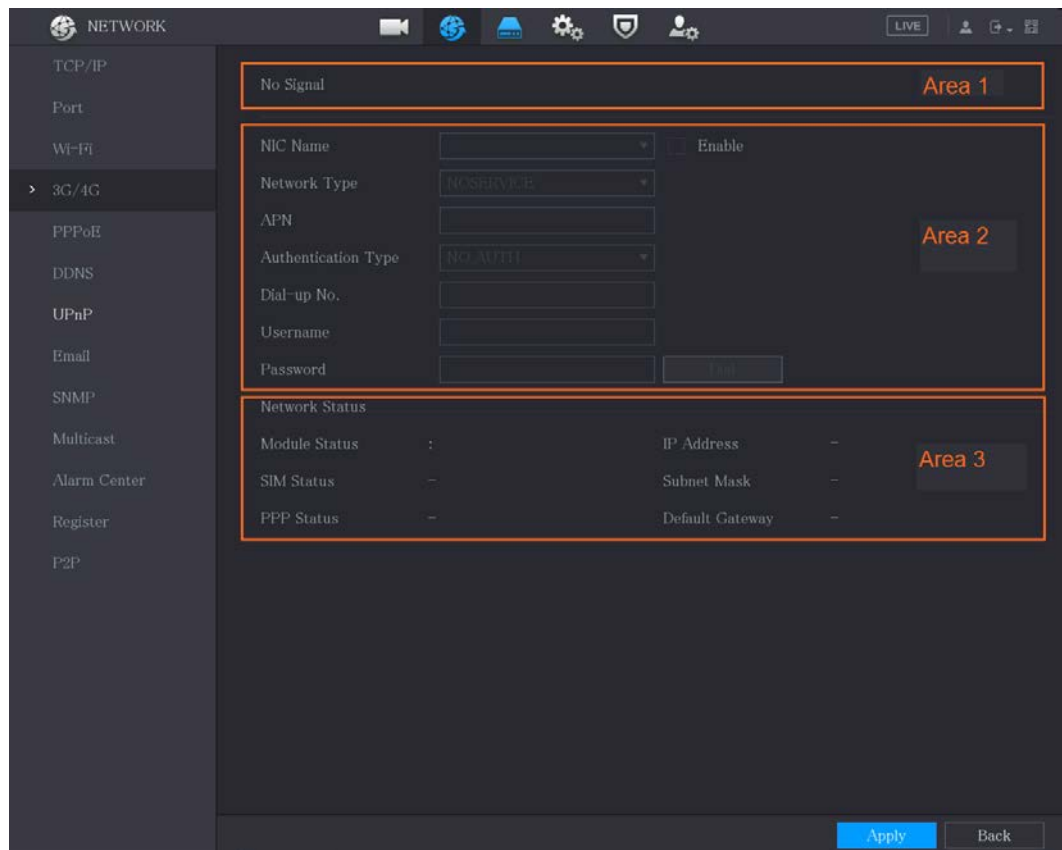 NETWORK
LIVE
TCP/IP
Port
Wi-Fi
3G/4G
PPPoE
DDNS
UPnP
Email
SNMP
Multicast
Alarm Center
Register
P2P
No Signal
Area 1
NIC Name
Enable
Network Type NOSERVICE
APN
Area 2
Authentication Type NO_AUTH
Dial-up No.
Username
Password Dial
Network Status
Module Status : IP Address -
Area 3
SIM Status - Subnet Mask -
PPP Status - Default Gateway -
Apply Back